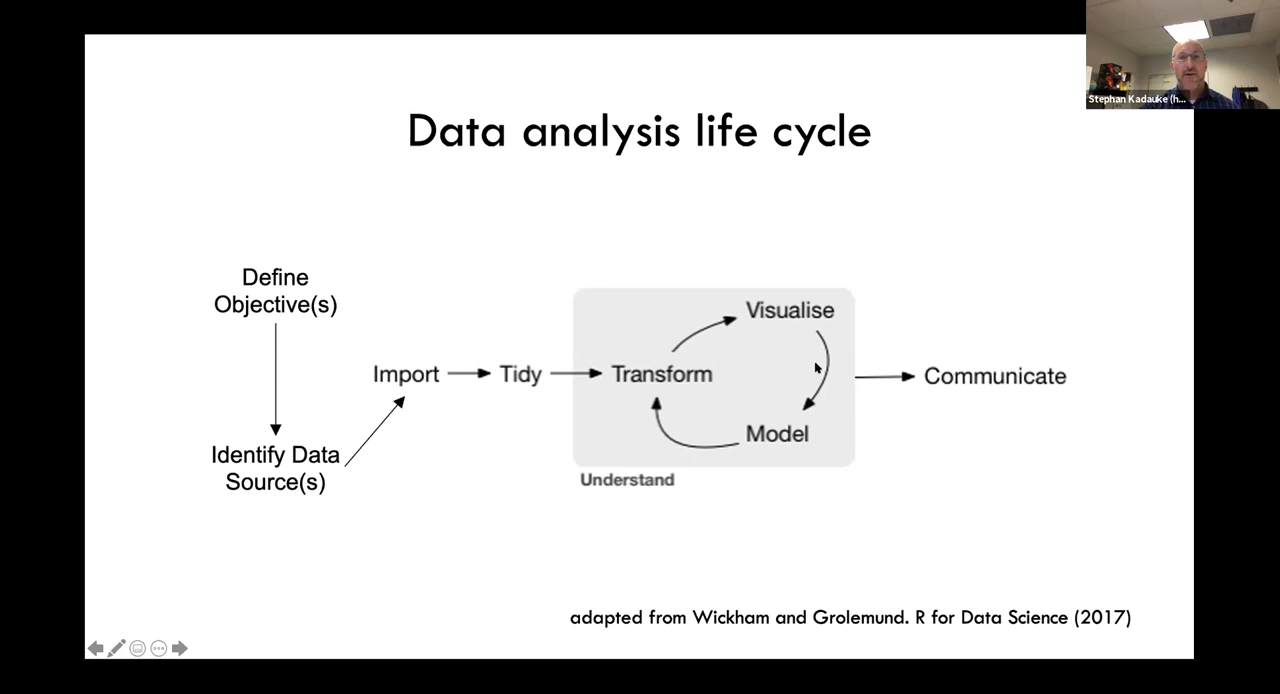 Stephan Kadauke (h...
Data analysis life cycle
Define
Objective(s)
Identify Data
Source(s)
Import
Tidy
Transform
Visualise
Model
Understand
Communicate
adapted from Wickham and Grolemund. R for Data Science (2017)